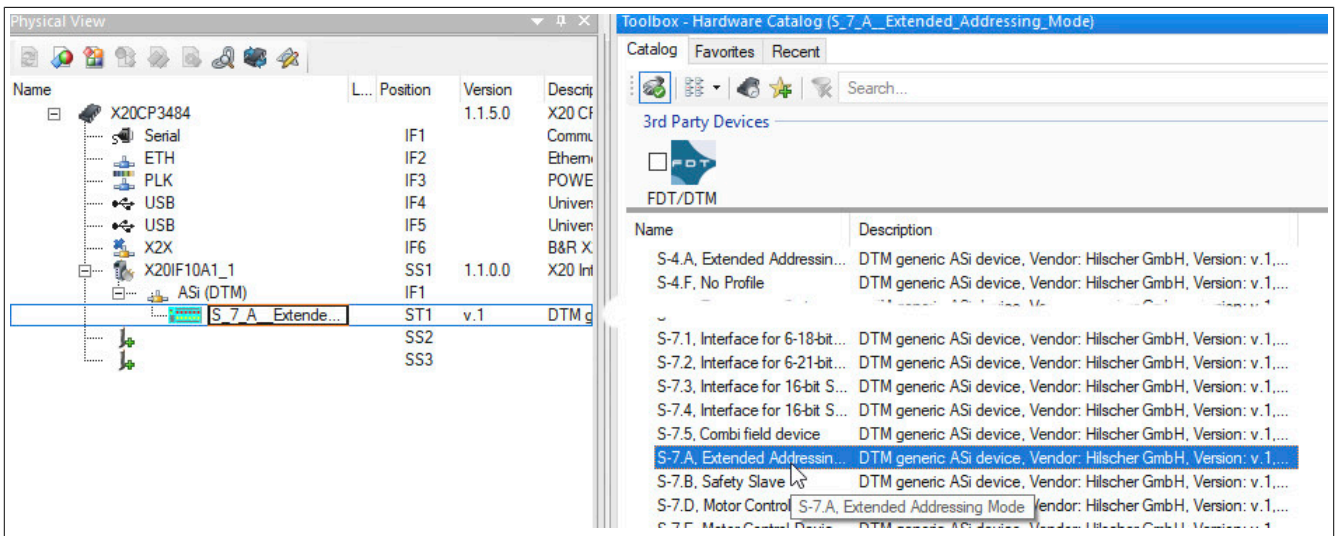 Physical View
Name L... Position Version Descrip
X20CP3484 1.1.5.0 X20 CF
Serial IF1 Commu
ETH IF2 Etherne
PLK IF3 POWE
USB IF4 Univers
USB IF5 Univers
X2X IF6 B&R X
X20IF10A1_1 SS1 1.1.0.0 X20 Int
ASi (DTM) IF1
S_7_A__Extende... ST1 v.1 DTM g
SS2
SS3
Toolbox - Hardware Catalog (S_7_A__Extended_Addressing_Mode)
Catalog Favorites Recent
Search...
3rd Party Devices
FDT
FDT/DTM
Name Description
S-4.A, Extended Addressin... DTM generic ASi device, Vendor: Hilscher GmbH, Version: v.1,...
S-4.F, No Profile DTM generic ASi device, Vendor: Hilscher GmbH, Version: v.1,...
S-7.1, Interface for 6-18-bit... DTM generic ASi device, Vendor: Hilscher GmbH, Version: v.1,...
S-7.2, Interface for 6-21-bit... DTM generic ASi device, Vendor: Hilscher GmbH, Version: v.1,...
S-7.3, Interface for 16-bit S... DTM generic ASi device, Vendor: Hilscher GmbH, Version: v.1,...
S-7.4, Interface for 16-bit S... DTM generic ASi device, Vendor: Hilscher GmbH, Version: v.1,...
S-7.5, Combi field device DTM generic ASi device, Vendor: Hilscher GmbH, Version: v.1,...
S-7.A, Extended Addressin... DTM generic ASi device, Vendor: Hilscher GmbH, Version: v.1,...
S-7.B, Safety Slave DTM generic ASi device, Vendor: Hilscher GmbH, Version: v.1,...
S-7.D, Motor Control Vendor: Hilscher GmbH, Version: v.1,...
S-7.A, Extended Addressing Mode